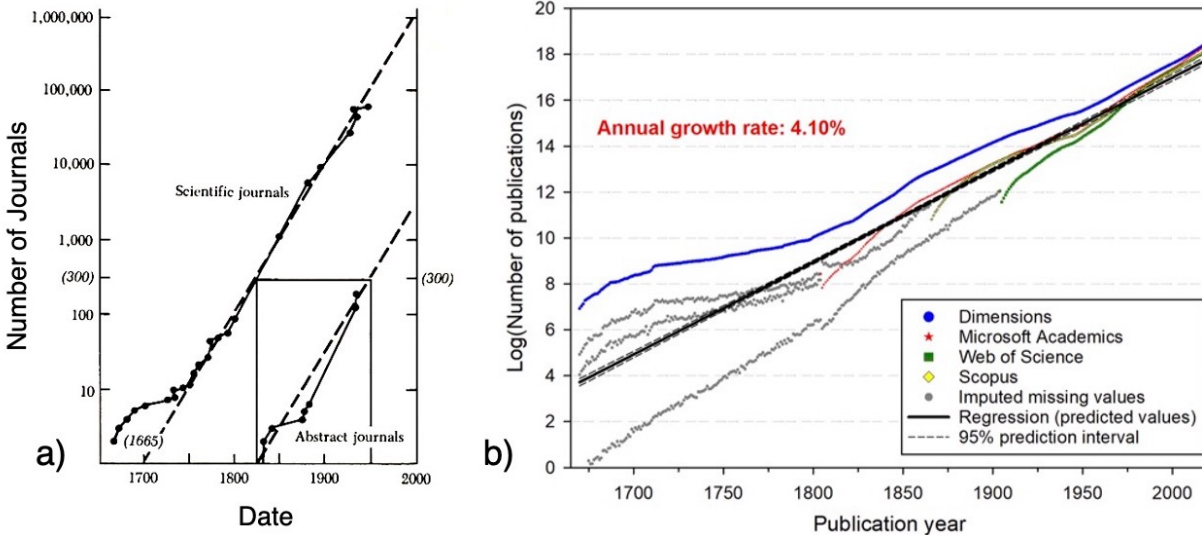 a)
Number of Journals
1,000,000
100,000
10,000
1,000
(300)
100
10
Scientific journals
(300)
Abstract journals
(1665)
1700
1800
1900
2000
Date
b)
Log(Number of publications)
20
18
16
14
12
10
8
6
4
2
0
Annual growth rate: 4.10%
Dimensions
Microsoft Academics
Web of Science
Scopus
Imputed missing values
Regression (predicted values)
95% prediction interval
1700
1750
1800
1850
1900
1950
2000
Publication year